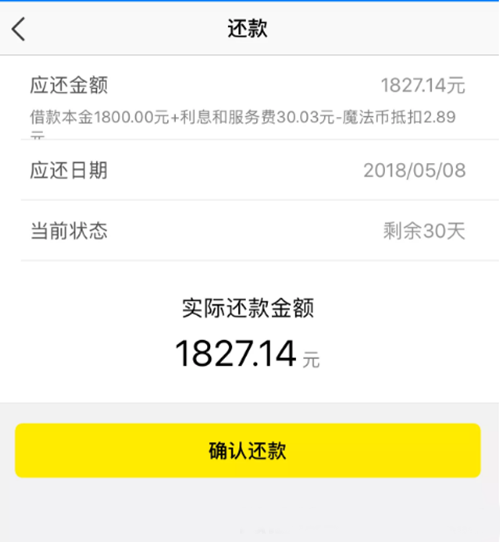 还款
应还金额 1827.14元
借款本金1800.00元+利息和服务费30.03元-魔法币抵扣2.89
元
应还日期 2018/05/08
当前状态 剩余30天
实际还款金额
1827.14 元
确认还款